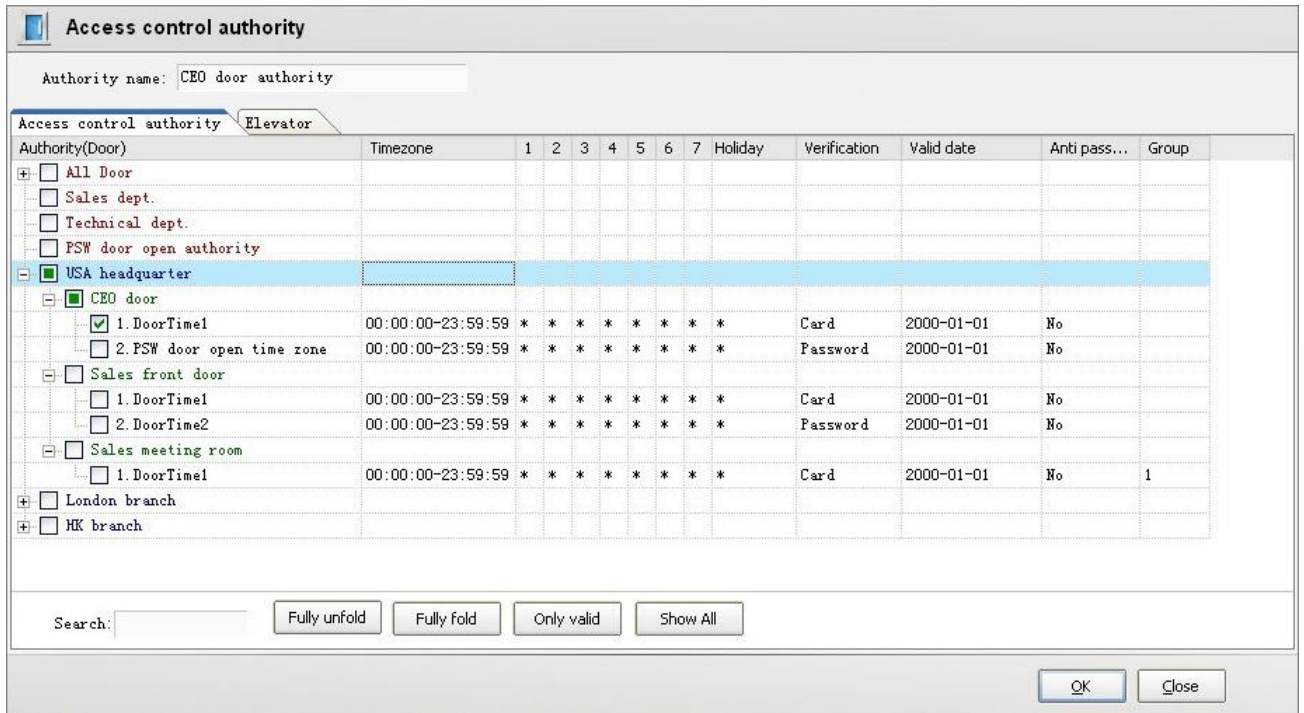 Access control authority
Authority name: CEO door authority
Access control authority Elevator
Authority(Door) Timezone 1 2 3 4 5 6 7 Holiday Verification Valid date Anti pass... Group
All Door
Sales dept.
Technical dept.
PSW door open authority
USA headquarter
CEO door
1.DoorTime1 00:00:00-23:59:59 * * * * * * * * Card 2000-01-01 No
2.PSW door open time zone 00:00:00-23:59:59 * * * * * * * * Password 2000-01-01 No
Sales front door
1.DoorTime1 00:00:00-23:59:59 * * * * * * * * Card 2000-01-01 No
2.DoorTime2 00:00:00-23:59:59 * * * * * * * * Password 2000-01-01 No
Sales meeting room
1.DoorTime1 00:00:00-23:59:59 * * * * * * * * Card 2000-01-01 No 1
London branch
HK branch
Search: Fully unfold Fully fold Only valid Show All
OK Close